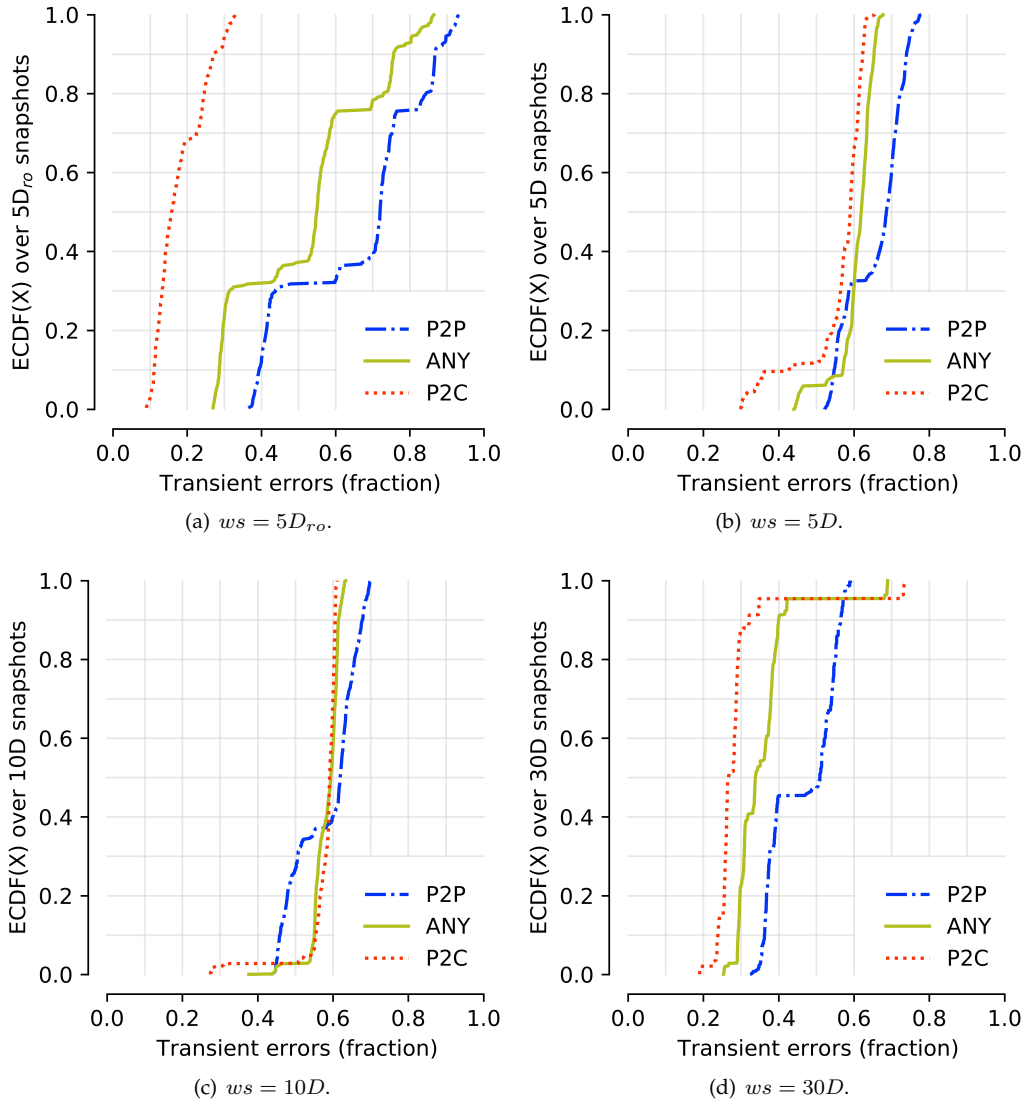 1.0
0.8
0.6
0.4
0.2
0.0
ECDF(X) over 5D_ro snapshots
P2P
ANY
P2C
0.0 0.2 0.4 0.6 0.8 1.0
Transient errors (fraction)
(a) ws = 5D_ro.
1.0
0.8
0.6
0.4
0.2
0.0
ECDF(X) over 5D snapshots
P2P
ANY
P2C
0.0 0.2 0.4 0.6 0.8 1.0
Transient errors (fraction)
(b) ws = 5D.
1.0
0.8
0.6
0.4
0.2
0.0
ECDF(X) over 10D snapshots
P2P
ANY
P2C
0.0 0.2 0.4 0.6 0.8 1.0
Transient errors (fraction)
(c) ws = 10D.
1.0
0.8
0.6
0.4
0.2
0.0
ECDF(X) over 30D snapshots
P2P
ANY
P2C
0.0 0.2 0.4 0.6 0.8 1.0
Transient errors (fraction)
(d) ws = 30D.